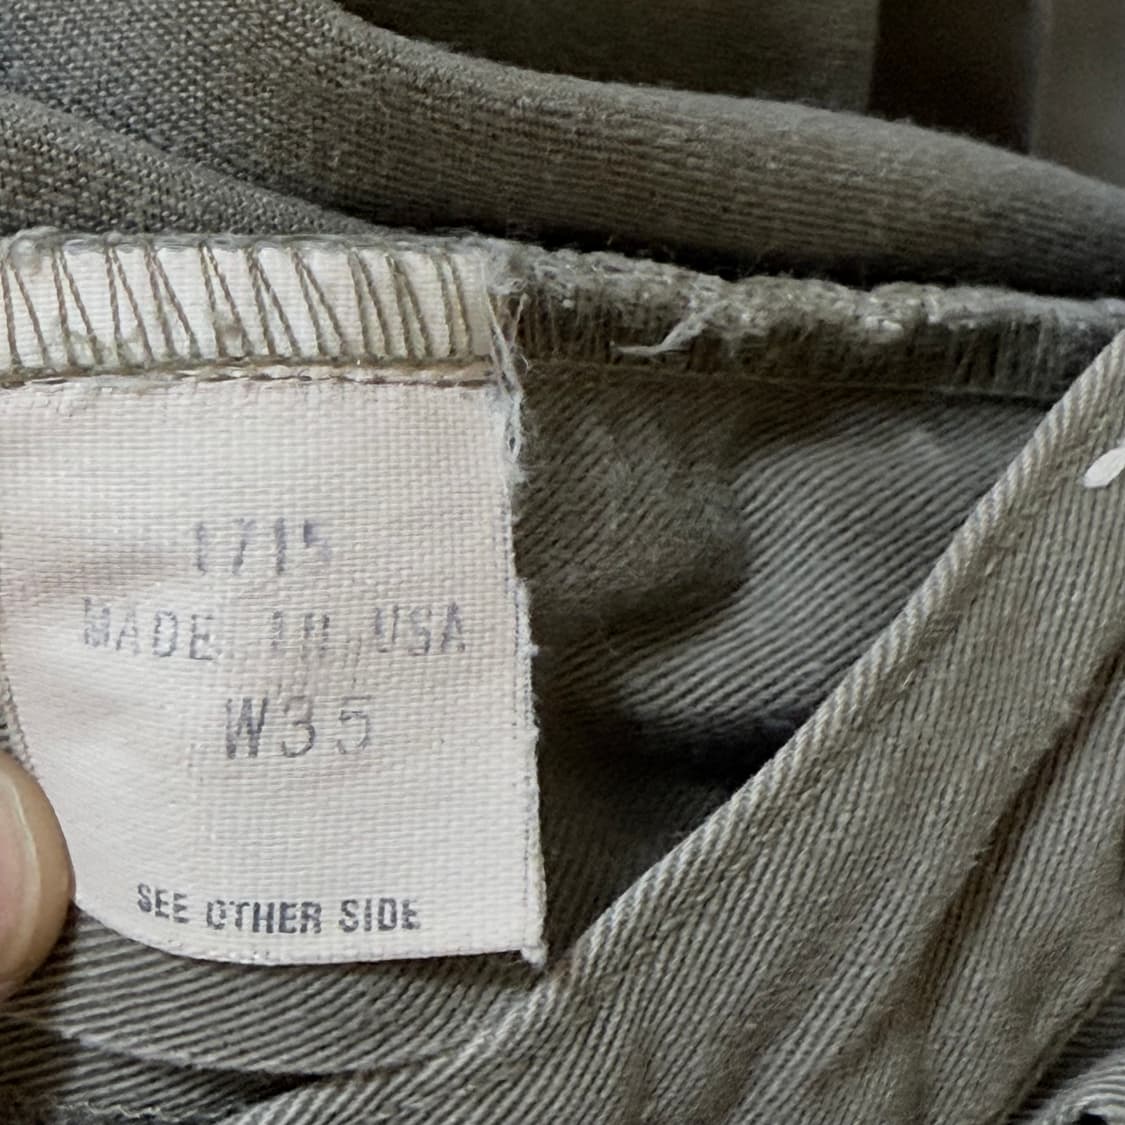 1715
MADE IN USA
W35
SEE OTHER SIDE